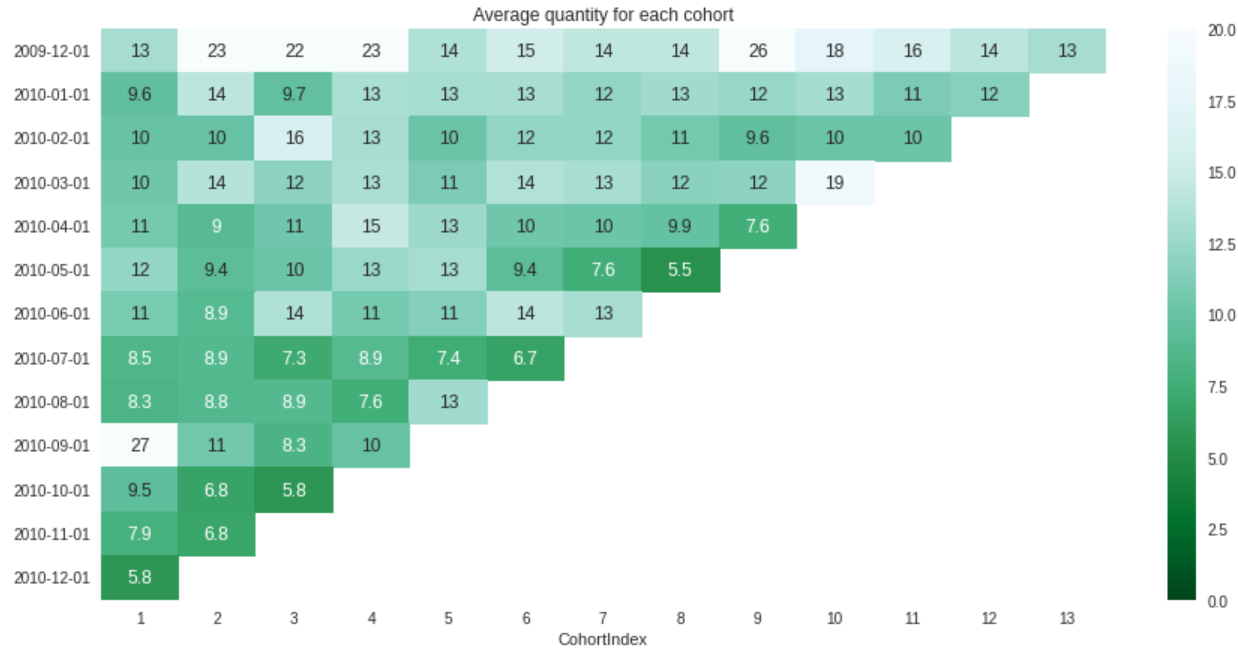 Average quantity for each cohort
2009-12-01 13 23 22 23 14 15 14 14 26 18 16 14 13
2010-01-01 9.6 14 9.7 13 13 13 12 13 12 13 11 12
2010-02-01 10 10 16 13 10 12 12 11 9.6 10 10
2010-03-01 10 14 12 13 11 14 13 12 12 19
2010-04-01 11 9 11 15 13 10 10 9.9 7.6
2010-05-01 12 9.4 10 13 13 9.4 7.6 5.5
2010-06-01 11 8.9 14 11 11 14 13
2010-07-01 8.5 8.9 7.3 8.9 7.4 6.7
2010-08-01 8.3 8.8 8.9 7.6 13
2010-09-01 27 11 8.3 10
2010-10-01 9.5 6.8 5.8
2010-11-01 7.9 6.8
2010-12-01 5.8
1 2 3 4 5 6 7 8 9 10 11 12 13
CohortIndex
20.0
17.5
15.0
12.5
10.0
7.5
5.0
2.5
0.0